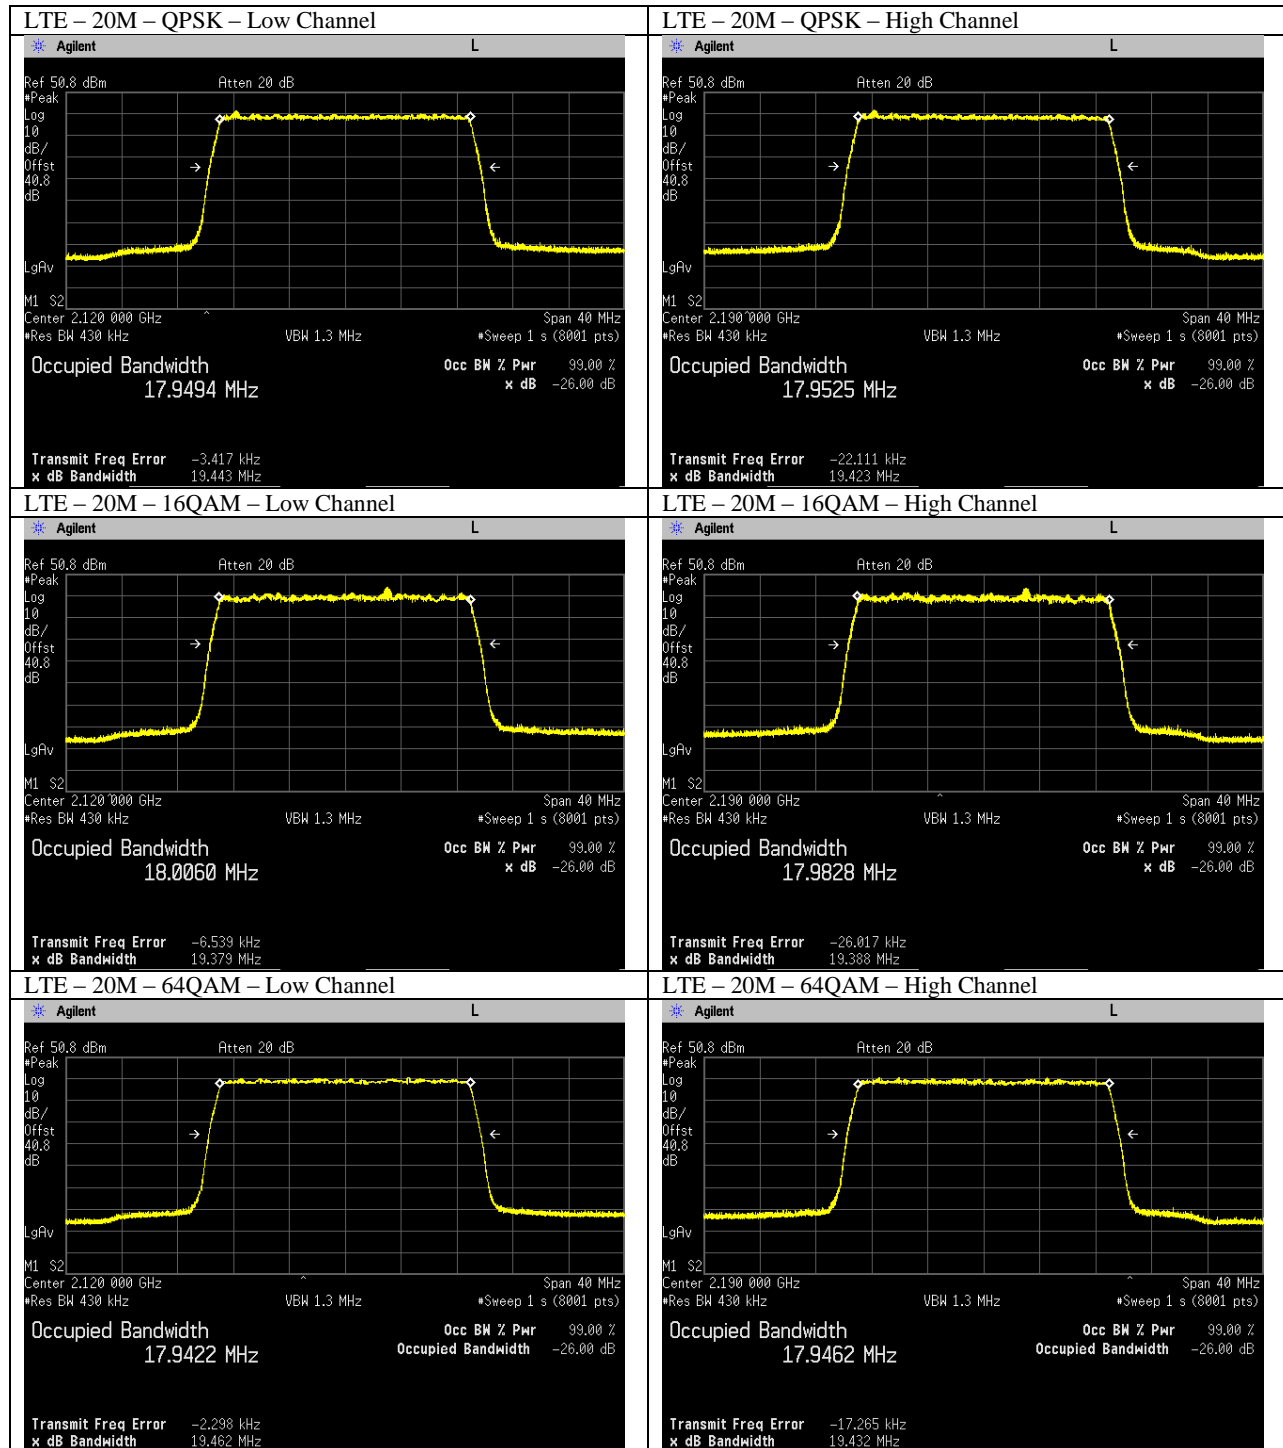 LTE – 20M – QPSK – Low Channel
Agilent L
Ref 50.8 dBm Atten 20 dB
#Peak
Log
10
dB/
Offst
40.8
dB
LgAv
M1 S2
Center 2.120 000 GHz Span 40 MHz
#Res BW 430 kHz VBW 1.3 MHz #Sweep 1 s (8001 pts)
Occupied Bandwidth Occ BW % Pwr 99.00 %
17.9494 MHz x dB -26.00 dB
Transmit Freq Error -3.417 kHz
x dB Bandwidth 19.443 MHz
LTE – 20M – QPSK – High Channel
Agilent L
Ref 50.8 dBm Atten 20 dB
#Peak
Log
10
dB/
Offst
40.8
dB
LgAv
M1 S2
Center 2.190 000 GHz Span 40 MHz
#Res BW 430 kHz VBW 1.3 MHz #Sweep 1 s (8001 pts)
Occupied Bandwidth Occ BW % Pwr 99.00 %
17.9525 MHz x dB -26.00 dB
Transmit Freq Error -22.111 kHz
x dB Bandwidth 19.423 MHz
LTE – 20M – 16QAM – Low Channel
Agilent L
Ref 50.8 dBm Atten 20 dB
#Peak
Log
10
dB/
Offst
40.8
dB
LgAv
M1 S2
Center 2.120 000 GHz Span 40 MHz
#Res BW 430 kHz VBW 1.3 MHz #Sweep 1 s (8001 pts)
Occupied Bandwidth Occ BW % Pwr 99.00 %
18.0060 MHz x dB -26.00 dB
Transmit Freq Error -6.539 kHz
x dB Bandwidth 19.379 MHz
LTE – 20M – 16QAM – High Channel
Agilent L
Ref 50.8 dBm Atten 20 dB
#Peak
Log
10
dB/
Offst
40.8
dB
LgAv
M1 S2
Center 2.190 000 GHz Span 40 MHz
#Res BW 430 kHz VBW 1.3 MHz #Sweep 1 s (8001 pts)
Occupied Bandwidth Occ BW % Pwr 99.00 %
17.9828 MHz x dB -26.00 dB
Transmit Freq Error -26.017 kHz
x dB Bandwidth 19.388 MHz
LTE – 20M – 64QAM – Low Channel
Agilent L
Ref 50.8 dBm Atten 20 dB
#Peak
Log
10
dB/
Offst
40.8
dB
LgAv
M1 S2
Center 2.120 000 GHz Span 40 MHz
#Res BW 430 kHz VBW 1.3 MHz #Sweep 1 s (8001 pts)
Occupied Bandwidth Occ BW % Pwr 99.00 %
17.9422 MHz Occupied Bandwidth -26.00 dB
Transmit Freq Error -2.298 kHz
x dB Bandwidth 19.462 MHz
LTE – 20M – 64QAM – High Channel
Agilent L
Ref 50.8 dBm Atten 20 dB
#Peak
Log
10
dB/
Offst
40.8
dB
LgAv
M1 S2
Center 2.190 000 GHz Span 40 MHz
#Res BW 430 kHz VBW 1.3 MHz #Sweep 1 s (8001 pts)
Occupied Bandwidth Occ BW % Pwr 99.00 %
17.9462 MHz Occupied Bandwidth -26.00 dB
Transmit Freq Error -17.265 kHz
x dB Bandwidth 19.432 MHz